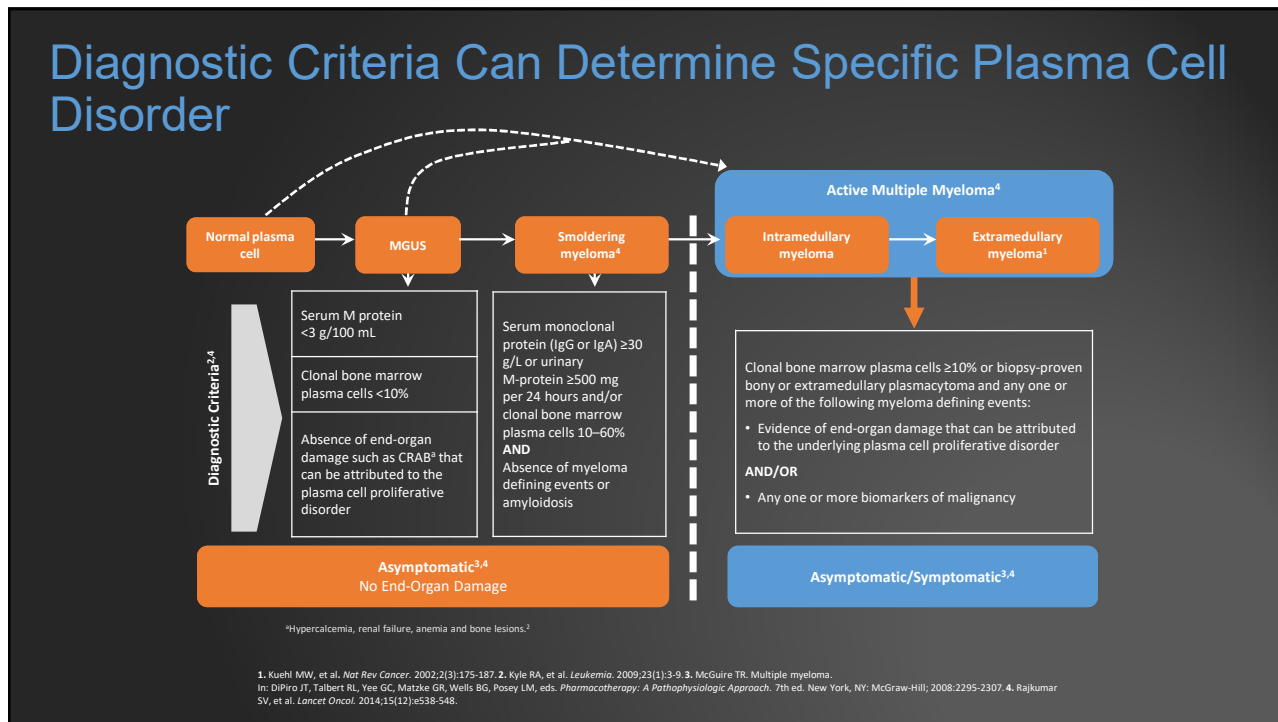 Diagnostic Criteria Can Determine Specific Plasma Cell
Disorder
Active Multiple Myeloma⁴
Normal plasma
cell
MGUS
Smoldering
myeloma⁴
Intramedullary
myeloma
Extramedullary
myeloma¹
Diagnostic Criteria²,⁴
Serum M protein
<3 g/100 mL
Clonal bone marrow
plasma cells <10%
Absence of end-organ
damage such as CRABᵃ that
can be attributed to the
plasma cell proliferative
disorder
Serum monoclonal
protein (IgG or IgA) ≥30
g/L or urinary
M-protein ≥500 mg
per 24 hours and/or
clonal bone marrow
plasma cells 10–60%
AND
Absence of myeloma
defining events or
amyloidosis
Clonal bone marrow plasma cells ≥10% or biopsy-proven
bony or extramedullary plasmacytoma and any one or
more of the following myeloma defining events:
• Evidence of end-organ damage that can be attributed
to the underlying plasma cell proliferative disorder
AND/OR
• Any one or more biomarkers of malignancy
Asymptomatic³,⁴
No End-Organ Damage
Asymptomatic/Symptomatic³,⁴
ᵃHypercalcemia, renal failure, anemia and bone lesions.²
1. Kuehl MW, et al. Nat Rev Cancer. 2002;2(3):175-187. 2. Kyle RA, et al. Leukemia. 2009;23(1):3-9. 3. McGuire TR. Multiple myeloma.
In: DiPiro JT, Talbert RL, Yee GC, Matzke GR, Wells BG, Posey LM, eds. Pharmacotherapy: A Pathophysiologic Approach. 7th ed. New York, NY: McGraw-Hill; 2008:2295-2307. 4. Rajkumar
SV, et al. Lancet Oncol. 2014;15(12):e538-548.